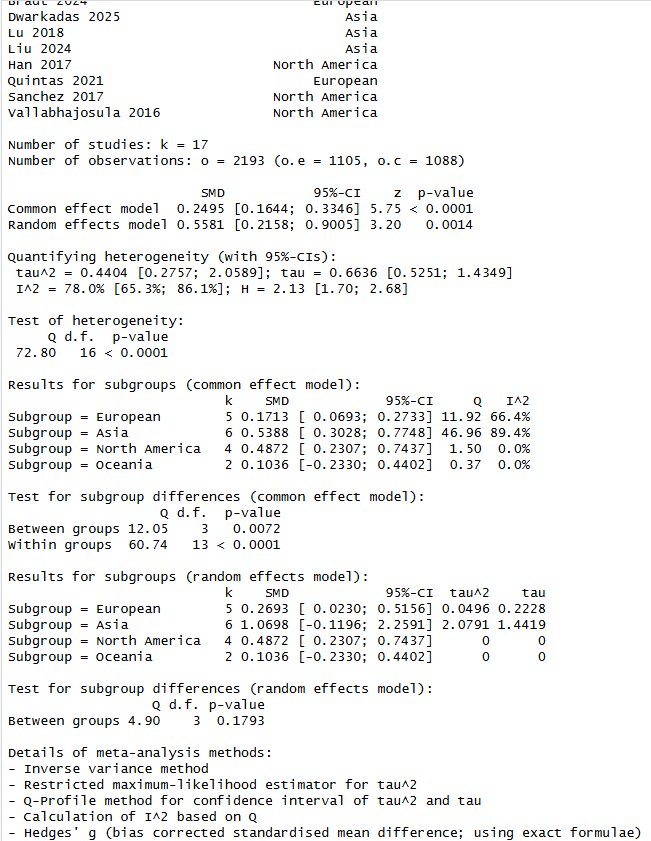 Bradt 2024 European
Dwarkadas 2025 Asia
Lu 2018 Asia
Liu 2024 Asia
Han 2017 North America
Quintas 2021 European
Sanchez 2017 North America
Vallabhajosula 2016 North America
Number of studies: k = 17
Number of observations: o = 2193 (o.e = 1105, o.c = 1088)
SMD 95%-CI z p-value
Common effect model 0.2495 [0.1644; 0.3346] 5.75 < 0.0001
Random effects model 0.5581 [0.2158; 0.9005] 3.20 0.0014
Quantifying heterogeneity (with 95%-CIs):
tau^2 = 0.4404 [0.2757; 2.0589]; tau = 0.6636 [0.5251; 1.4349]
I^2 = 78.0% [65.3%; 86.1%]; H = 2.13 [1.70; 2.68]
Test of heterogeneity:
Q d.f. p-value
72.80 16 < 0.0001
Results for subgroups (common effect model):
k SMD 95%-CI Q I^2
Subgroup = European 5 0.1713 [ 0.0693; 0.2733] 11.92 66.4%
Subgroup = Asia 6 0.5388 [ 0.3028; 0.7748] 46.96 89.4%
Subgroup = North America 4 0.4872 [ 0.2307; 0.7437] 1.50 0.0%
Subgroup = Oceania 2 0.1036 [-0.2330; 0.4402] 0.37 0.0%
Test for subgroup differences (common effect model):
Q d.f. p-value
Between groups 12.05 3 0.0072
Within groups 60.74 13 < 0.0001
Results for subgroups (random effects model):
k SMD 95%-CI tau^2 tau
Subgroup = European 5 0.2693 [ 0.0230; 0.5156] 0.0496 0.2228
Subgroup = Asia 6 1.0698 [-0.1196; 2.2591] 2.0791 1.4419
Subgroup = North America 4 0.4872 [ 0.2307; 0.7437] 0 0
Subgroup = Oceania 2 0.1036 [-0.2330; 0.4402] 0 0
Test for subgroup differences (random effects model):
Q d.f. p-value
Between groups 4.90 3 0.1793
Details of meta-analysis methods:
- Inverse variance method
- Restricted maximum-likelihood estimator for tau^2
- Q-Profile method for confidence interval of tau^2 and tau
- Calculation of I^2 based on Q
- Hedges' g (bias corrected standardised mean difference; using exact formulae)